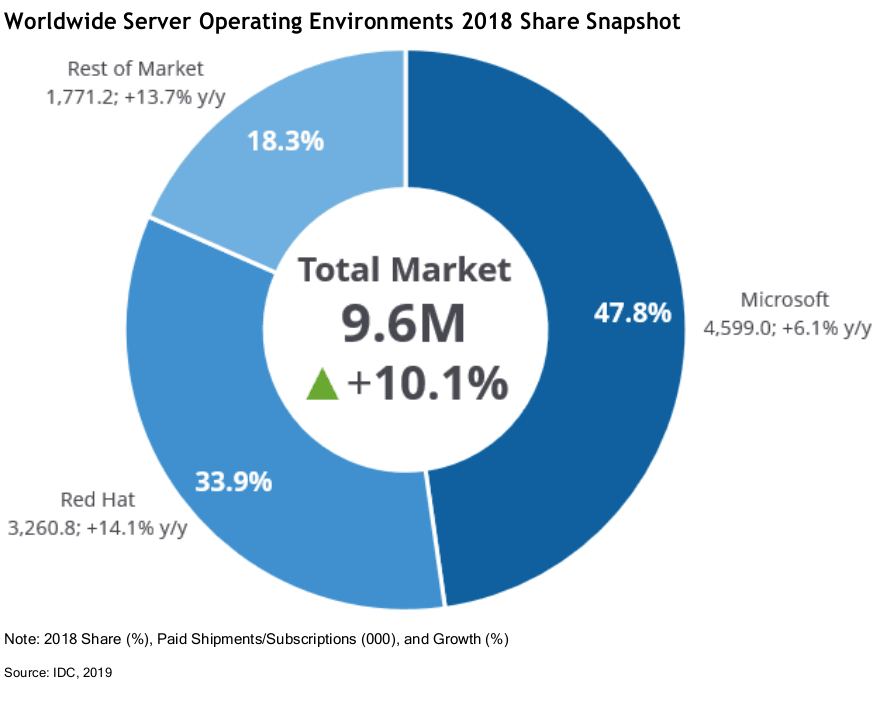 Worldwide Server Operating Environments 2018 Share Snapshot
Rest of Market
1,771.2; +13.7% y/y
18.3%
Total Market
9.6M
▲+10.1%
47.8%
Microsoft
4,599.0; +6.1% y/y
33.9%
Red Hat
3,260.8; +14.1% y/y
Note: 2018 Share (%), Paid Shipments/Subscriptions (000), and Growth (%)
Source: IDC, 2019